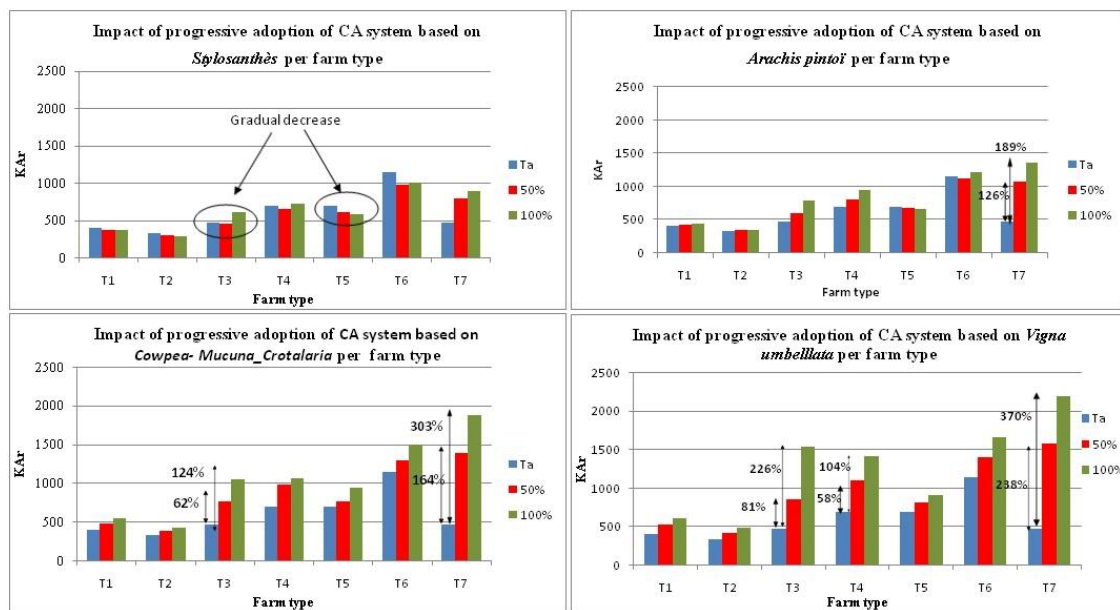 Impact of progressive adoption of CA system based on
Stylosanthès per farm type
2500
2000
1500
1000
500
0
KAr
Gradual decrease
T1 T2 T3 T4 T5 T6 T7
Farm type
Ta
50%
100%
Impact of progressive adoption of CA system based on
Arachis pintoï per farm type
2500
2000
1500
1000
500
0
KAr
189%
126%
T1 T2 T3 T4 T5 T6 T7
Farm type
Ta
50%
100%
Impact of progressive adoption of CA system based on
Cowpea- Mucuna_Crotalaria per farm type
2500
2000
1500
1000
500
0
KAr
124%
62%
303%
164%
T1 T2 T3 T4 T5 T6 T7
Farm type
Ta
50%
100%
Impact of progressive adoption of CA system based on Vigna
umbelllata per farm type
2500
2000
1500
1000
500
0
KAr
226%
81%
104%
58%
370%
238%
T1 T2 T3 T4 T5 T6 T7
Farm type
Ta
50%
100%